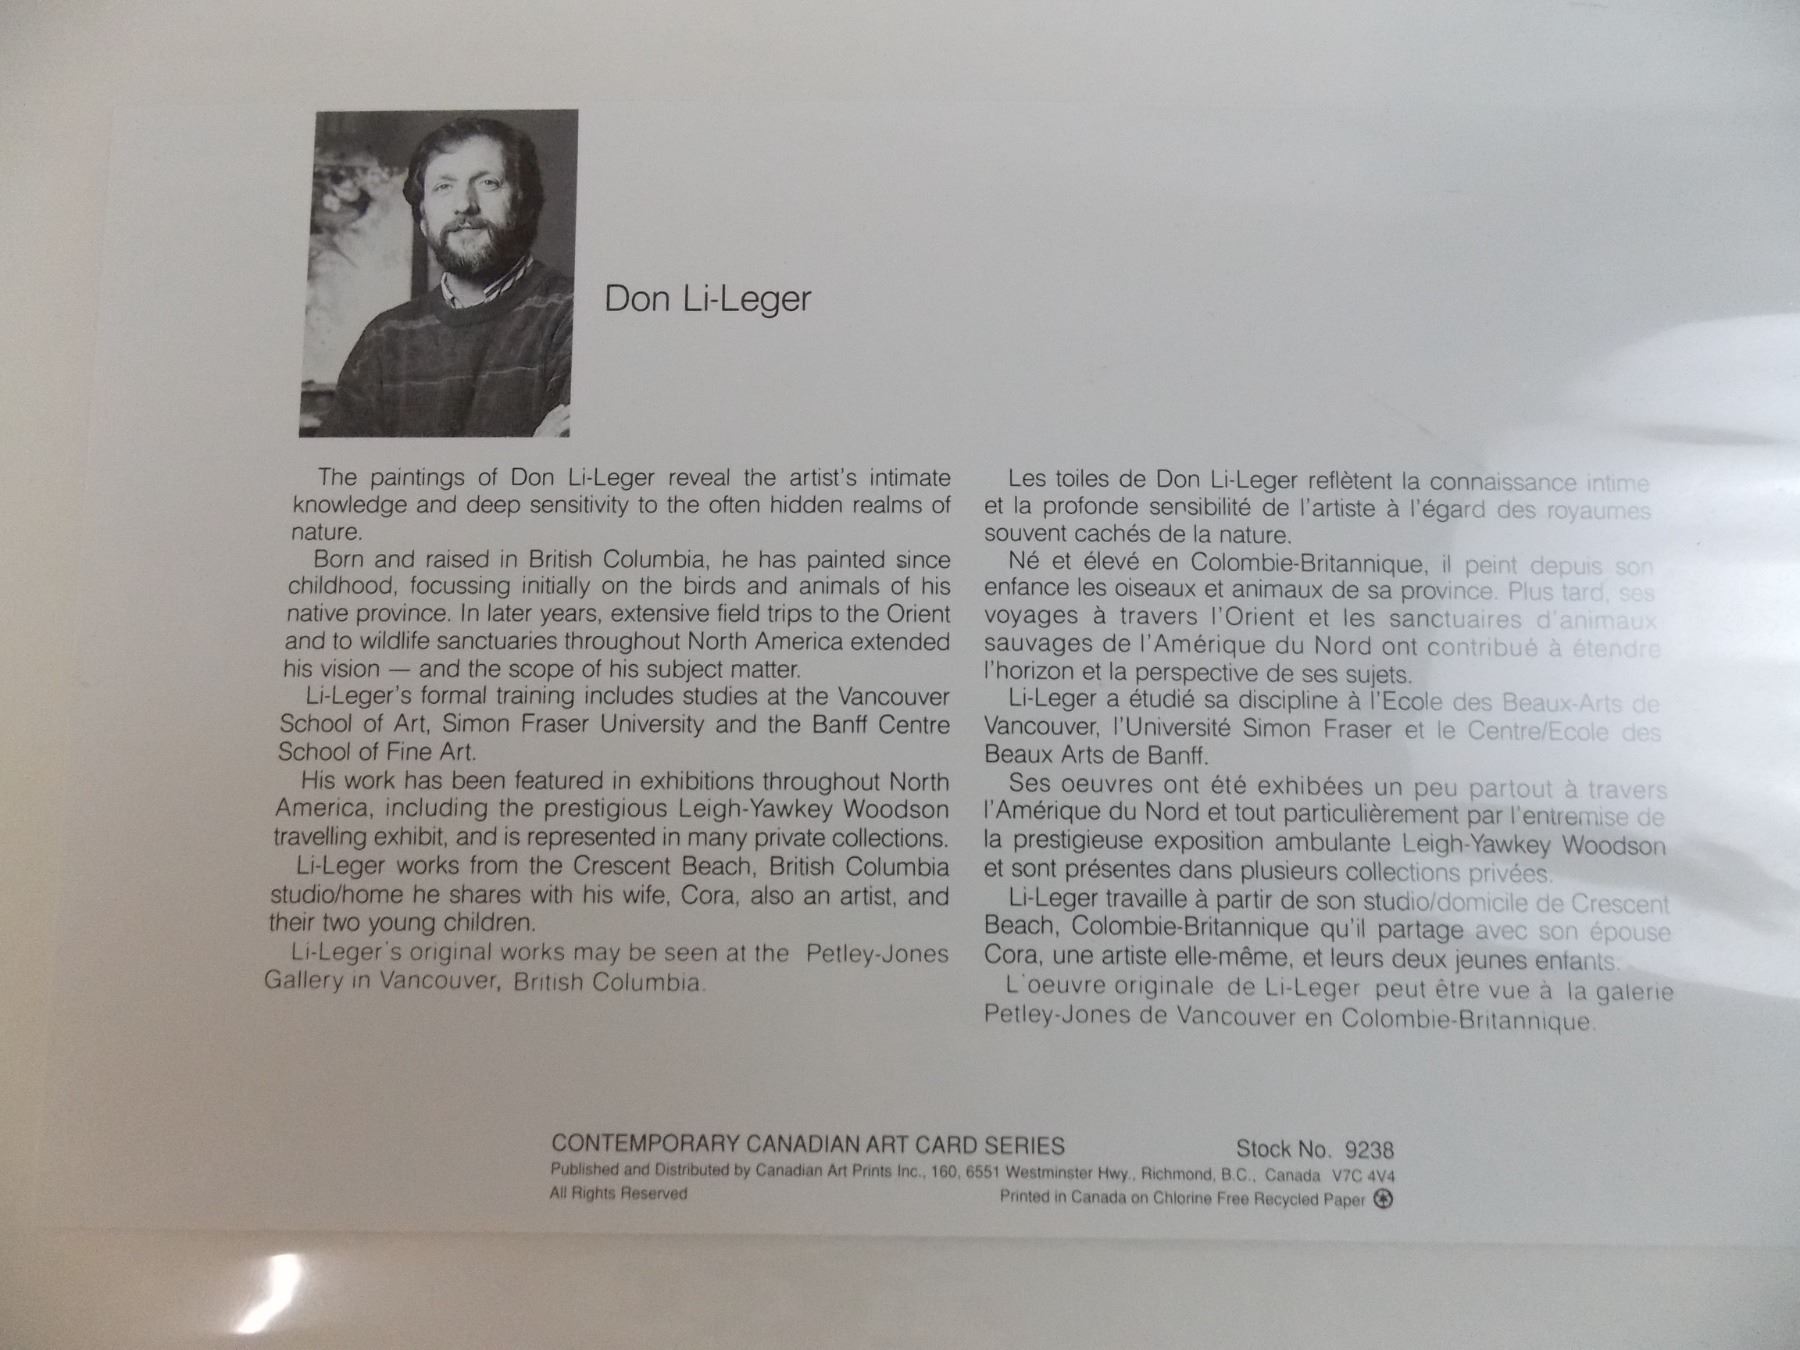 Don Li-Leger
The paintings of Don Li-Leger reveal the artist's intimate
knowledge and deep sensitivity to the often hidden realms of
nature.
Born and raised in British Columbia, he has painted since
childhood, focussing initially on the birds and animals of his
native province. In later years, extensive field trips to the Orient
and to wildlife sanctuaries throughout North America extended
his vision — and the scope of his subject matter.
Li-Leger's formal training includes studies at the Vancouver
School of Art, Simon Fraser University and the Banff Centre
School of Fine Art.
His work has been featured in exhibitions throughout North
America, including the prestigious Leigh-Yawkey Woodson
travelling exhibit, and is represented in many private collections.
Li-Leger works from the Crescent Beach, British Columbia
studio/home he shares with his wife, Cora, also an artist, and
their two young children.
Li-Leger's original works may be seen at the Petley-Jones
Gallery in Vancouver, British Columbia.
Les toiles de Don Li-Leger reflètent la connaissance intime
et la profonde sensibilité de l'artiste à l'égard des royaumes
souvent cachés de la nature.
Né et élevé en Colombie-Britannique, il peint depuis son
enfance les oiseaux et animaux de sa province. Plus tard, ses
voyages à travers l'Orient et les sanctuaires d'animaux
sauvages de l'Amérique du Nord ont contribué à étendre
l'horizon et la perspective de ses sujets.
Li-Leger a étudié sa discipline à l'Ecole des Beaux-Arts de
Vancouver, l'Université Simon Fraser et le Centre/Ecole des
Beaux Arts de Banff.
Ses oeuvres ont été exhibées un peu partout à travers
l'Amérique du Nord et tout particulièrement par l'entremise de
la prestigieuse exposition ambulante Leigh-Yawkey Woodson
et sont présentes dans plusieurs collections privées.
Li-Leger travaille à partir de son studio/domicile de Crescent
Beach, Colombie-Britannique qu'il partage avec son épouse
Cora, une artiste elle-même, et leurs deux jeunes enfants.
L'oeuvre originale de Li-Leger peut être vue à la galerie
Petley-Jones de Vancouver en Colombie-Britannique.
CONTEMPORARY CANADIAN ART CARD SERIES Stock No. 9238
Published and Distributed by Canadian Art Prints Inc., 160, 6551 Westminster Hwy., Richmond, B.C., Canada V7C 4V4
All Rights Reserved Printed in Canada on Chlorine Free Recycled Paper